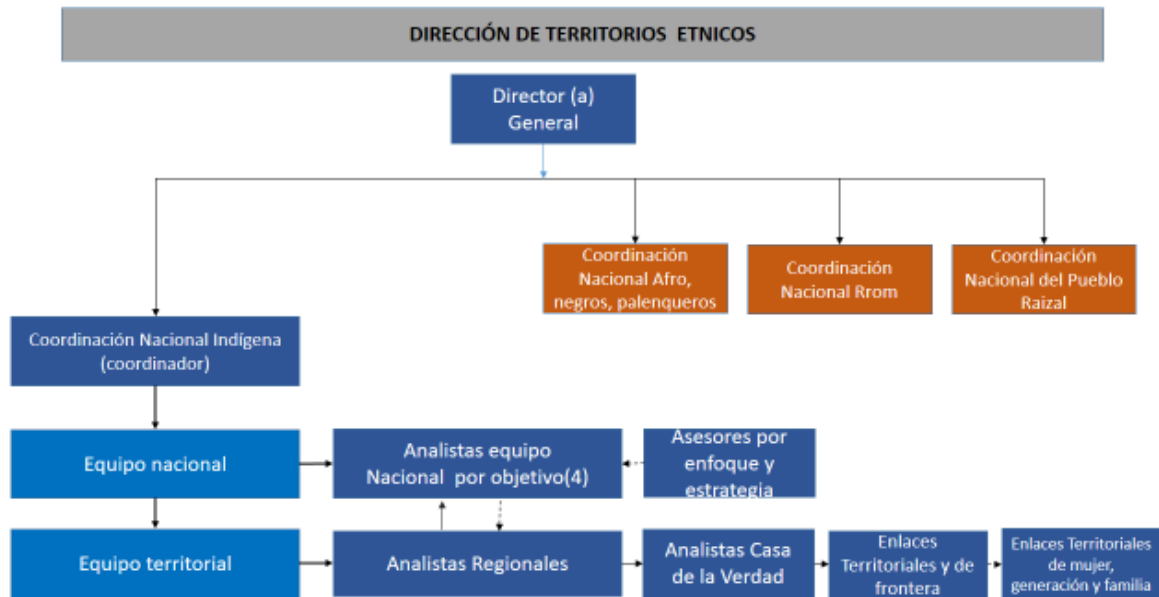 DIRECCIÓN DE TERRITORIOS  ETNICOS
Director (a)
General
Coordinación
Nacional Afro,
negros, palenqueros
Coordinación
Nacional Rrom
Coordinación
Nacional del Pueblo
Raizal
Coordinación Nacional Indígena
(coordinador)
Equipo nacional
Analistas equipo
Nacional  por objetivo(4)
Asesores por
enfoque y
estrategia
Equipo territorial
Analistas Regionales
Analistas Casa
de la Verdad
Enlaces
Territoriales y de
frontera
Enlaces Territoriales
de mujer,
generación y familia